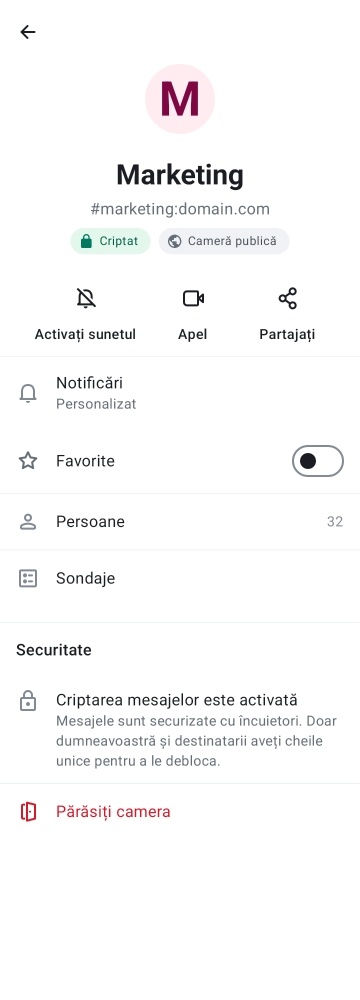 M
Marketing
#marketing:domain.com
Criptat
Cameră publică
Activați sunetul
Apel
Partajați
Notificări
Personalizat
Favorite
Persoane
32
Sondaje
Securitate
Criptarea mesajelor este activată
Mesajele sunt securizate cu încuietori. Doar
dumneavoastră și destinatarii aveți cheile
unice pentru a le debloca.
Părăsiți camera